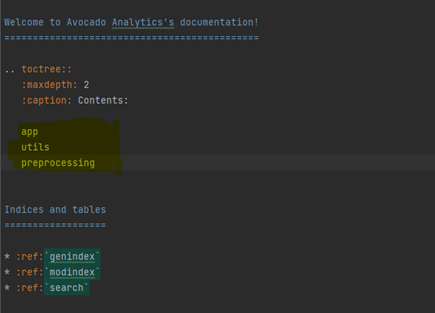 Welcome to Avocado Analytics's documentation!
==============================================
.. toctree::
:maxdepth: 2
:caption: Contents:
app
utils
preprocessing
Indices and tables
==================
* :ref:`genindex`
* :ref:`modindex`
* :ref:`search`